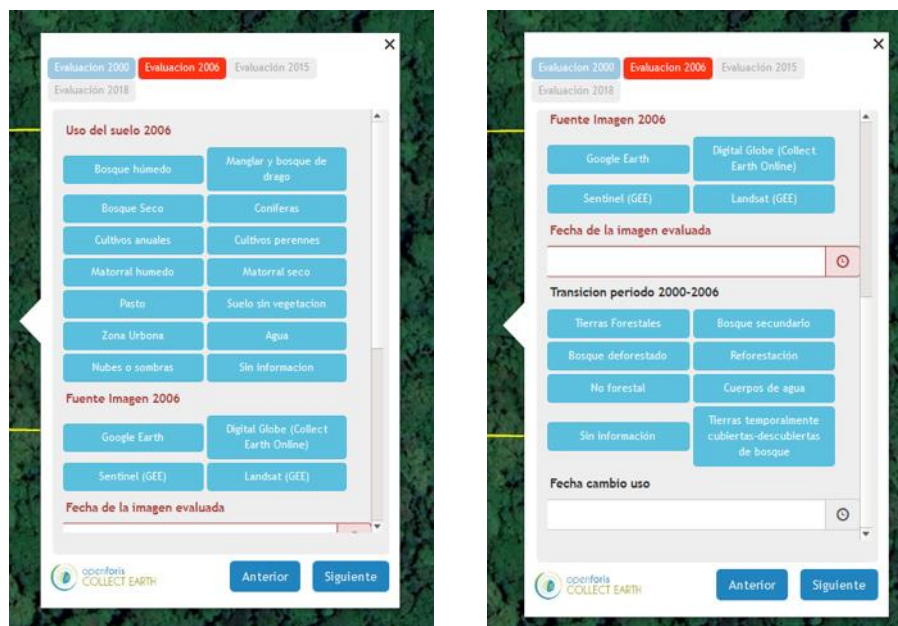 Evaluacion 2000 Evaluacion 2006 Evaluación 2015
Evaluación 2018
Uso del suelo 2006
Bosque húmedo
Manglar y bosque de
drago
Bosque Seco
Coniferas
Cultivos anuales
Cultivos perennes
Matorral humedo
Matorral seco
Pasto
Suelo sin vegetacion
Zona Urbona
Agua
Nubes o sombras
Sin informacion
Fuente Imagen 2006
Google Earth
Digital Globe (Collect
Earth Online)
Sentinel (GEE)
Landsat (GEE)
Fecha de la imagen evaluada
openforis
COLLECT EARTH
Anterior
Siguiente
Evaluacion 2000 Evaluacion 2006 Evaluación 2015
Evaluación 2018
Fuente Imagen 2006
Google Earth
Digital Globe (Collect
Earth Online)
Sentinel (GEE)
Landsat (GEE)
Fecha de la imagen evaluada
Transicion periodo 2000-2006
Tierras Forestales
Bosque secundario
Bosque deforestado
Reforestación
No forestal
Cuerpos de agua
Sin información
Tierras temporalmente
cubiertas-descubiertas
de bosque
Fecha cambio uso
openforis
COLLECT EARTH
Anterior
Siguiente